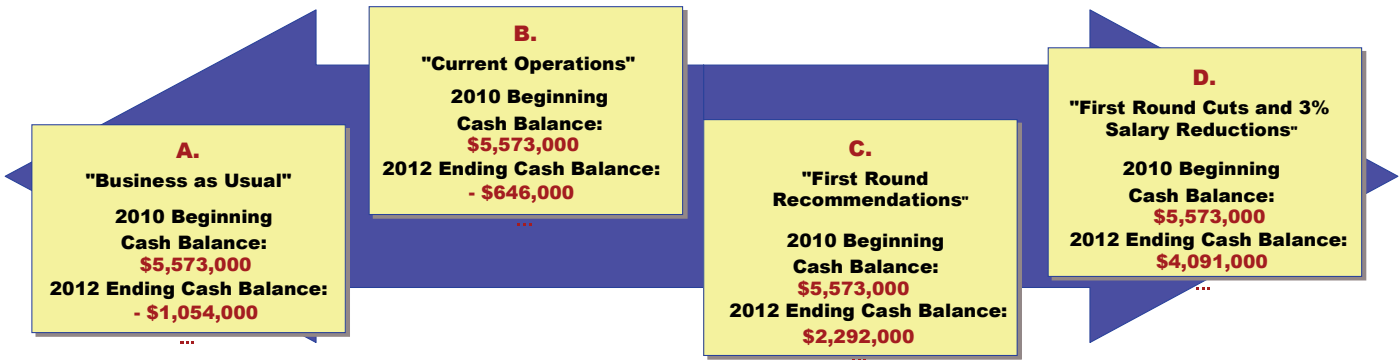 A.
"Business as Usual"
2010 Beginning
Cash Balance:
$5,573,000
2012 Ending Cash Balance:
- $1,054,000
...
B.
"Current Operations"
2010 Beginning
Cash Balance:
$5,573,000
2012 Ending Cash Balance:
- $646,000
...
C.
"First Round
Recommendations"
2010 Beginning
Cash Balance:
$5,573,000
2012 Ending Cash Balance:
$2,292,000
...
D.
"First Round Cuts and 3%
Salary Reductions"
2010 Beginning
Cash Balance:
$5,573,000
2012 Ending Cash Balance:
$4,091,000
...